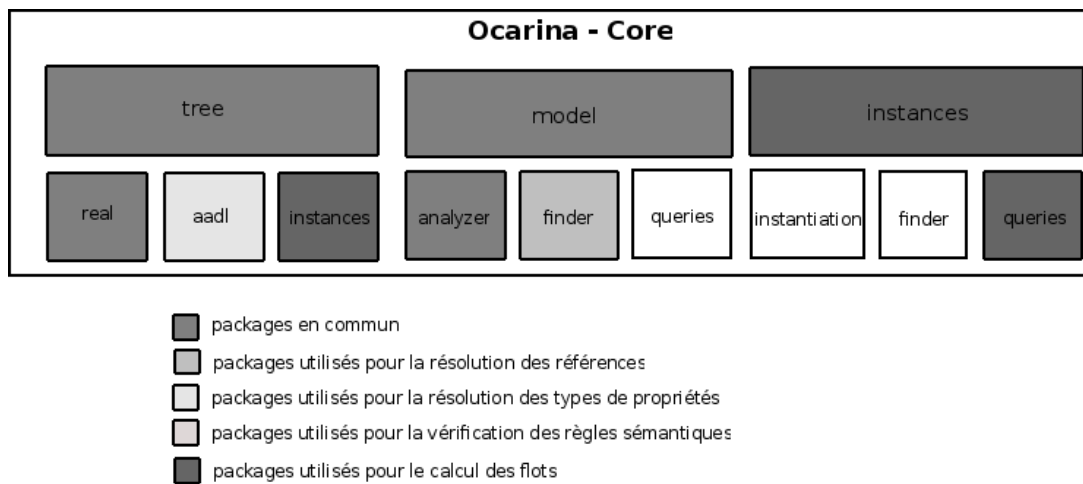 Ocarina - Core
tree
model
instances
real
aadl
instances
analyzer
finder
queries
instantiation
finder
queries
packages en commun
packages utilisés pour la résolution des références
packages utilisés pour la résolution des types de propriétés
packages utilisés pour la vérification des règles sémantiques
packages utilisés pour le calcul des flots